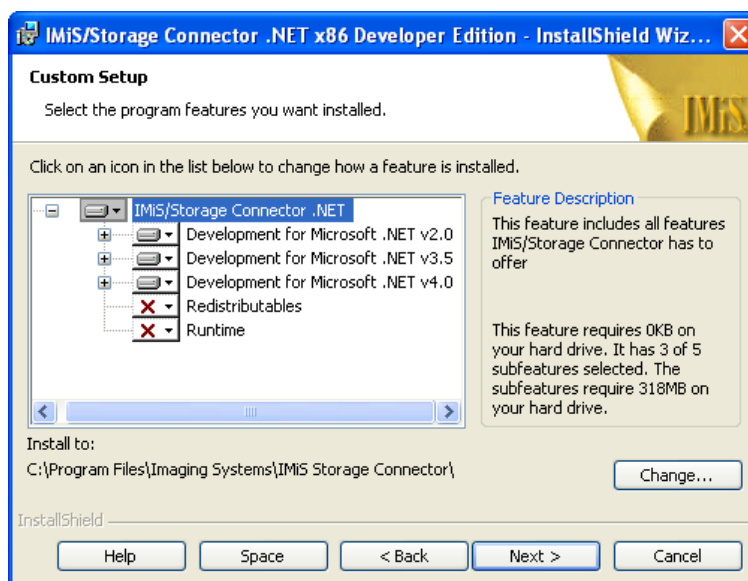 IMiS/Storage Connector .NET x86 Developer Edition - InstallShield Wiz...
Custom Setup
Select the program features you want installed.
IMiS
Click on an icon in the list below to change how a feature is installed.
IMiS/Storage Connector .NET
Development for Microsoft .NET v2.0
Development for Microsoft .NET v3.5
Development for Microsoft .NET v4.0
Redistributables
Runtime
Feature Description
This feature includes all features
IMiS/Storage Connector has to
offer
This feature requires 0KB on
your hard drive. It has 3 of 5
subfeatures selected. The
subfeatures require 318MB on
your hard drive.
Install to:
C:\Program Files\Imaging Systems\IMiS Storage Connector\
Change...
InstallShield
Help
Space
< Back
Next >
Cancel